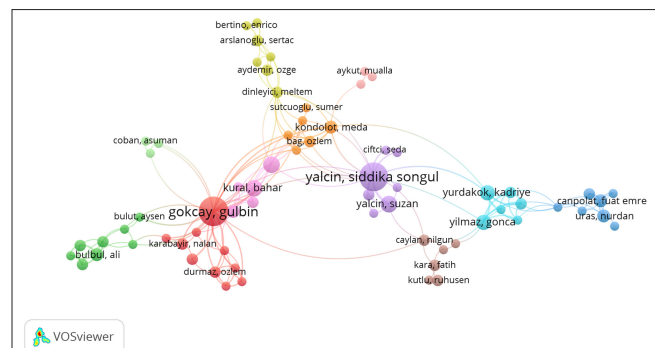 bertino, enrico
arslanoglu, sertac
aydemir, ozge
aykut, mualla
dinleyici, meltem
sutcuoglu, sumer
kondolot, meda
coban, asuman
bag, ozlem
ciftci, seda
yalcin, siddika songul
kural, bahar
yurdakok, kadriye
canpolat, fuat emre
gokcay, gulbin
yalcin, suzan
uras, nurdan
bulut, aysen
yilmaz, gonca
karabayir, nalan
caylan, nilgun
bulbul, ali
kara, fatih
durmaz, ozlem
kutlu, ruhusen
VOSviewer